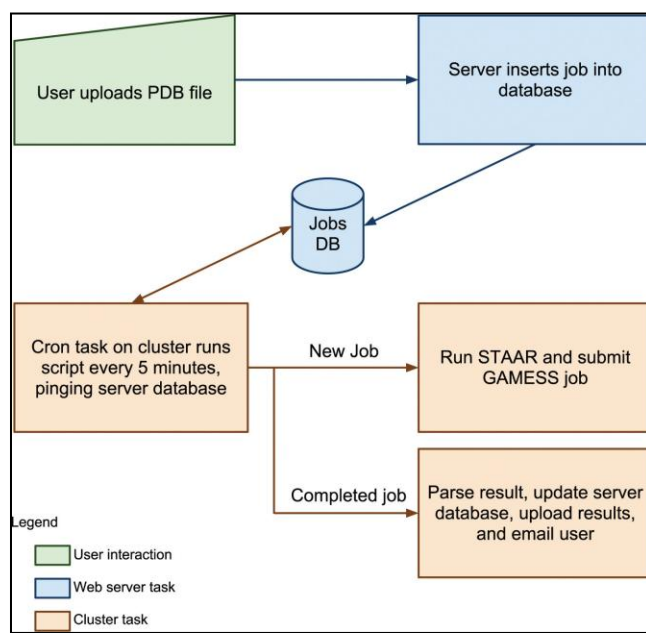 User uploads PDB file
Server inserts job into
database
Jobs
DB
Cron task on cluster runs
script every 5 minutes,
pinging server database
New Job
Run STAAR and submit
GAMESS job
Completed job
Parse result, update server
database, upload results,
and email user
Legend
User interaction
Web server task
Cluster task